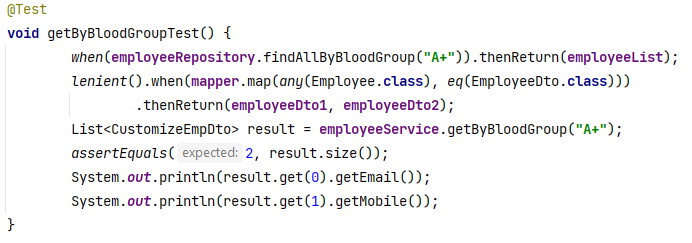 @Test
void getByBloodGroupTest() {
when(employeeRepository.findAllByBloodGroup("A+")).thenReturn(employeeList);
lenient().when(mapper.map(any(Employee.class), eq(EmployeeDto.class)))
.thenReturn(employeeDto1, employeeDto2);
List<CustomizeEmpDto> result = employeeService.getByBloodGroup("A+");
assertEquals( expected: 2, result.size());
System.out.println(result.get(0).getEmail());
System.out.println(result.get(1).getMobile());
}